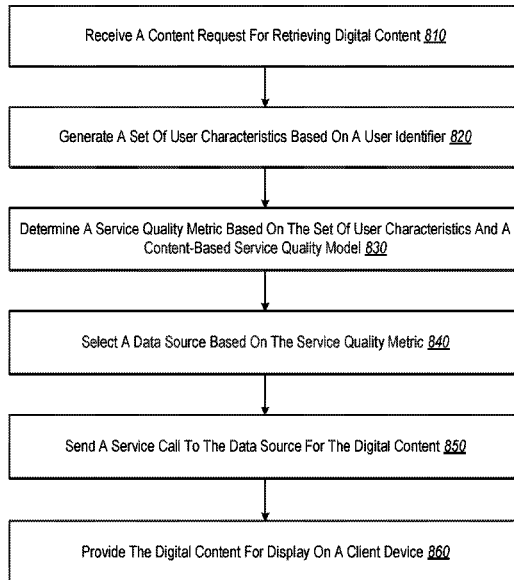 Receive A Content Request For Retrieving Digital Content 810
Generate A Set Of User Characteristics Based On A User Identifier 820
Determine A Service Quality Metric Based On The Set Of User Characteristics And A
Content-Based Service Quality Model 830
Select A Data Source Based On The Service Quality Metric 840
Send A Service Call To The Data Source For The Digital Content 850
Provide The Digital Content For Display On A Client Device 860